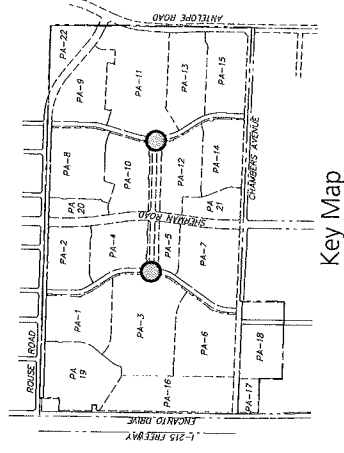 ANTELOPE ROAD
PA-22
PA-9
PA-11
PA-13
PA-15
PA-8
PA-10
PA-12
PA-14
PA
20
PA
21
SHERMAN ROAD
CHAMBERS AVENUE
PA-2
PA-4
PA-5
PA-7
ROUSE ROAD
PA-1
PA-3
PA-6
PA
19
PA-16
PA-18
PA-17
ENCANTO DRIVE
I-215 FREEWAY
Key Map